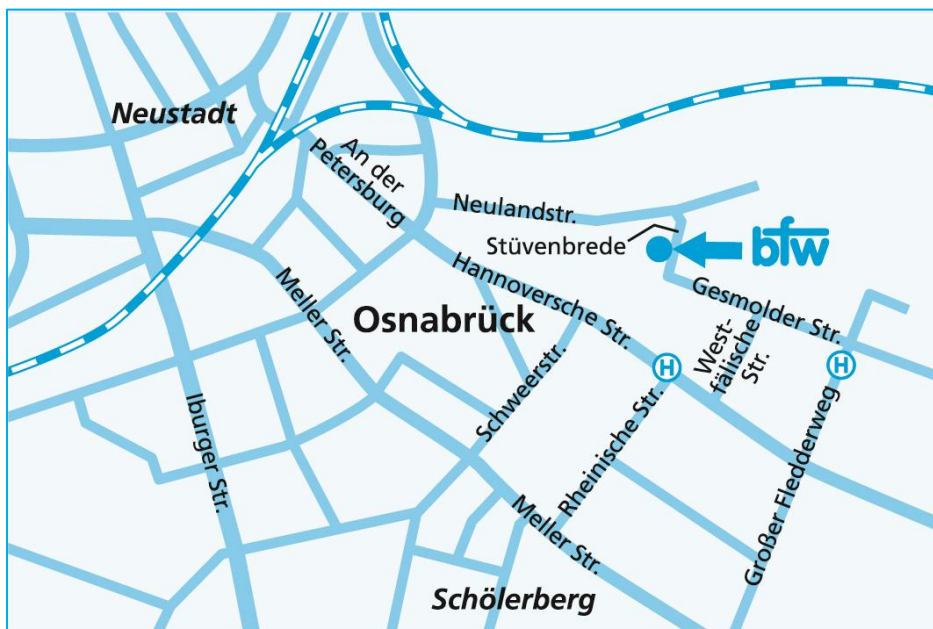 Neustadt
An der
Petersburg
Neulandstr.
Stüvenbrede
bfw
Hannoversche Str.
Gesmolder Str.
Meller Str.
Osnabrück
West-
fälische
Str.
H
H
Schweerstr.
Iburger Str.
Rheinische Str.
Großer Fledderweg
Meller Str.
Schölerberg